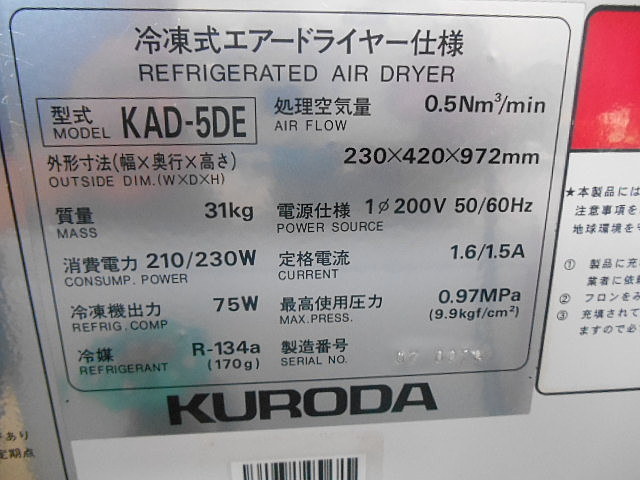 冷凍式エアードライヤー仕様
REFRIGERATED AIR DRYER
型式 MODEL KAD-5DE
処理空気量 AIR FLOW 0.5Nm³/min
外形寸法(幅×奥行×高さ) OUTSIDE DIM.(W×D×H) 230×420×972mm
質量 MASS 31kg
電源仕様 POWER SOURCE 1φ200V 50/60Hz
消費電力 CONSUMP. POWER 210/230W
定格電流 CURRENT 1.6/1.5A
冷凍機出力 REFRIG.COMP 75W
最高使用圧力 MAX.PRESS. 0.97MPa (9.9kgf/cm²)
冷媒 REFRIGERANT R-134a (170g)
製造番号 SERIAL NO.
KURODA
★本製品には
注意事項を
地球環境を守
① 製品に充
業者に依
② フロンをみ
③ 充填されて
ますので必
あり
定期点